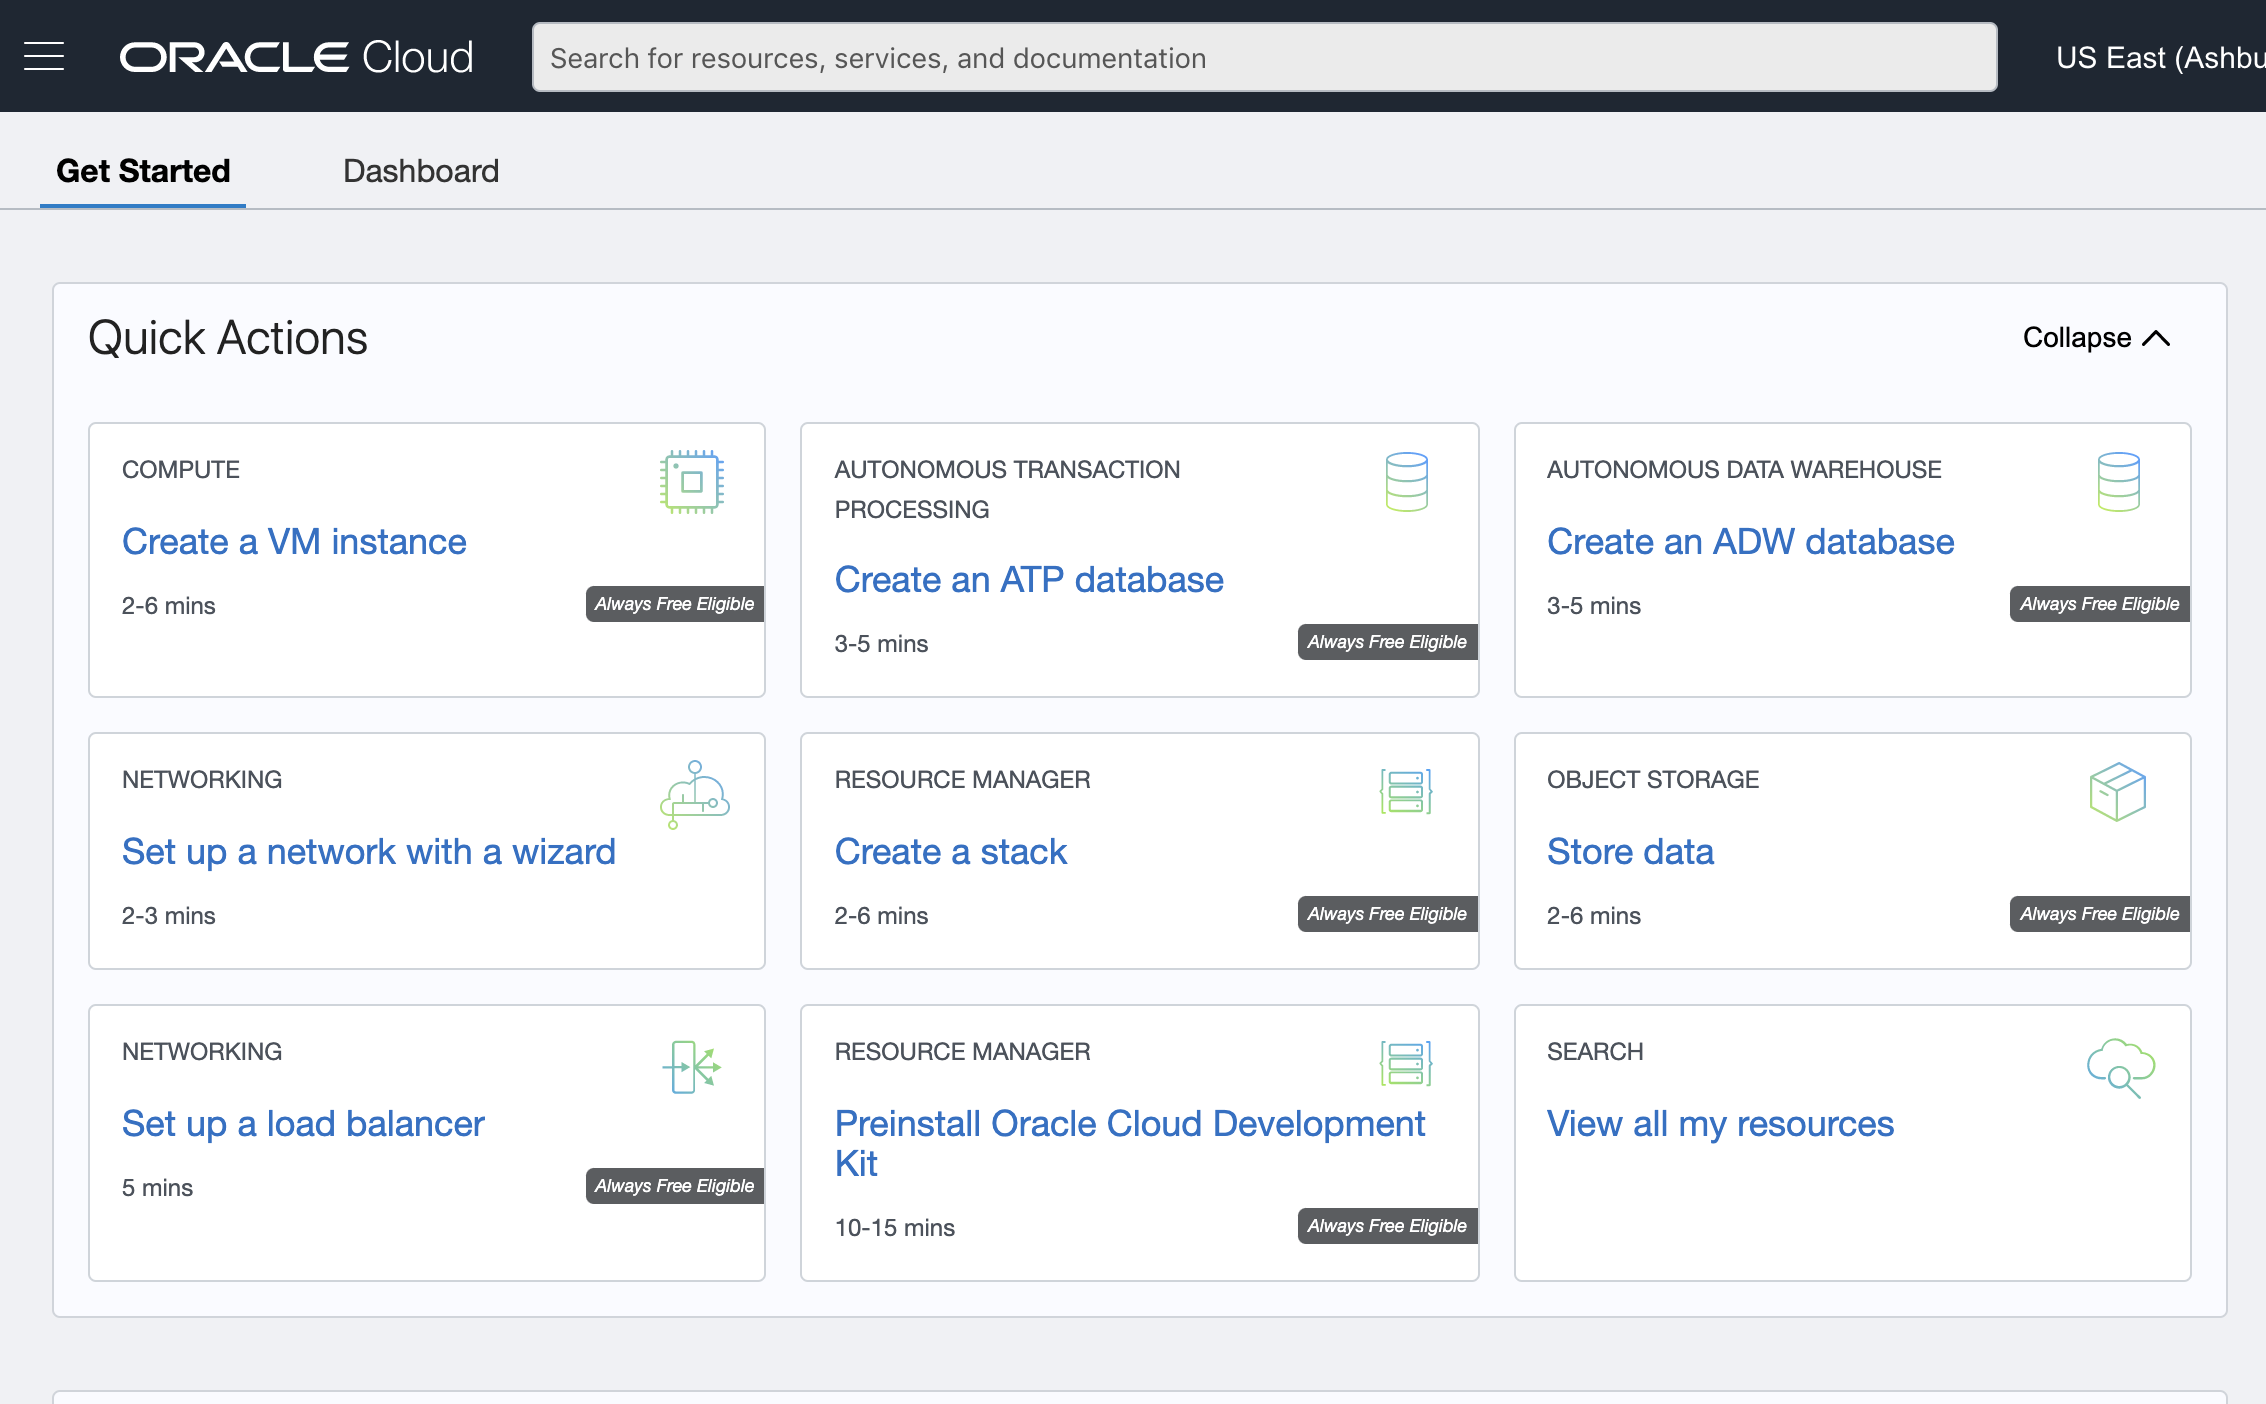 ORACLE Cloud
Search for resources, services, and documentation
US East (Ashbu
Get Started
Dashboard
Quick Actions
Collapse
COMPUTE
Create a VM instance
2-6 mins
Always Free Eligible
AUTONOMOUS TRANSACTION
PROCESSING
Create an ATP database
3-5 mins
Always Free Eligible
AUTONOMOUS DATA WAREHOUSE
Create an ADW database
3-5 mins
Always Free Eligible
NETWORKING
Set up a network with a wizard
2-3 mins
RESOURCE MANAGER
Create a stack
2-6 mins
Always Free Eligible
OBJECT STORAGE
Store data
2-6 mins
Always Free Eligible
NETWORKING
Set up a load balancer
5 mins
Always Free Eligible
RESOURCE MANAGER
Preinstall Oracle Cloud Development
Kit
10-15 mins
Always Free Eligible
SEARCH
View all my resources